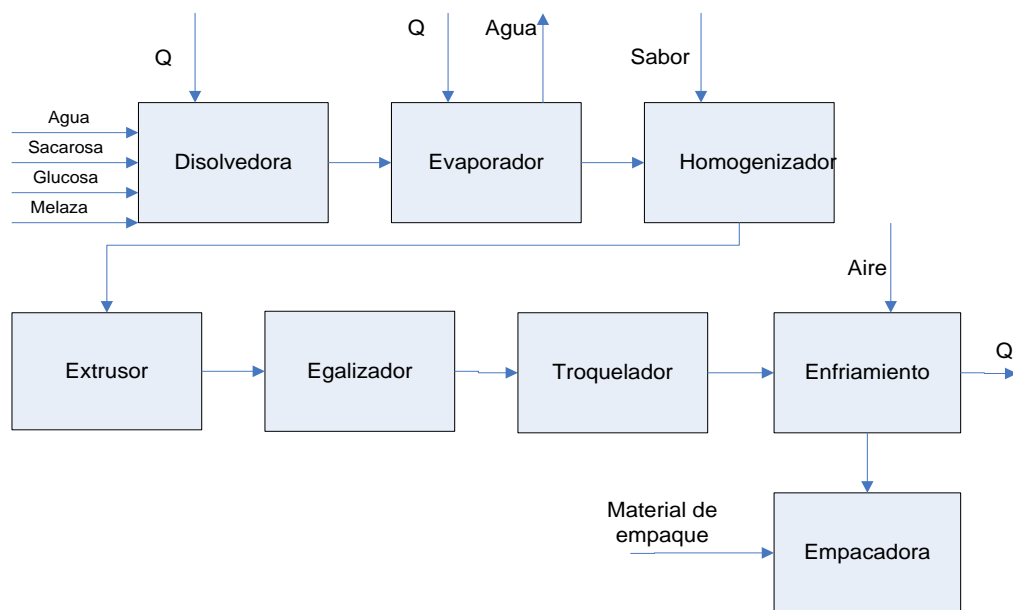 Q
Q
Agua
Sabor
Agua
Sacarosa
Glucosa
Melaza
Disolvedora
Evaporador
Homogenizador
Aire
Extrusor
Egalizador
Troquelador
Enfriamiento
Q
Material de
empaque
Empacadora